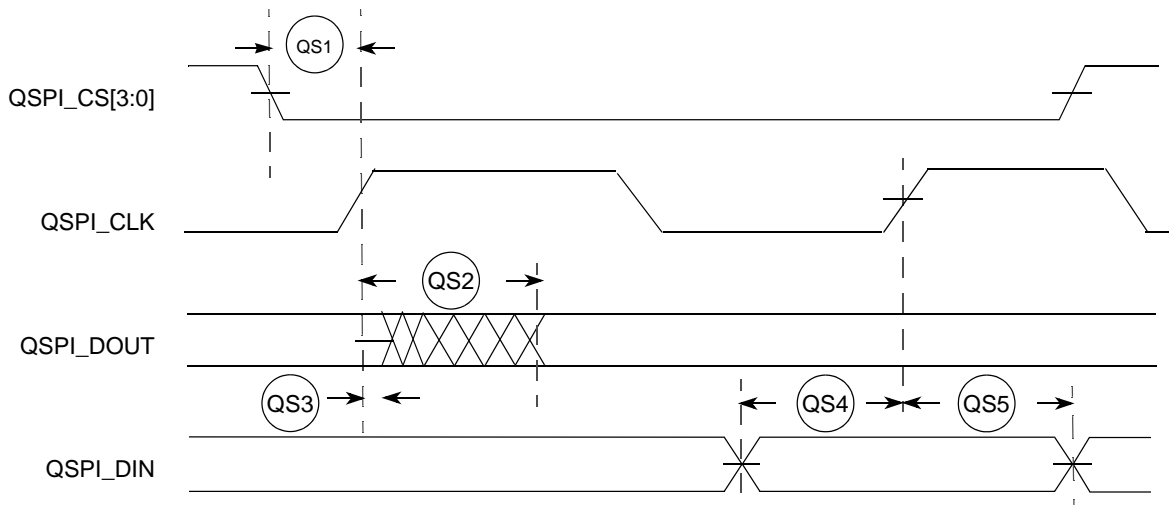 QS1
QSPI_CS[3:0]
QSPI_CLK
QS2
QSPI_DOUT
QS3
QS4
QS5
QSPI_DIN